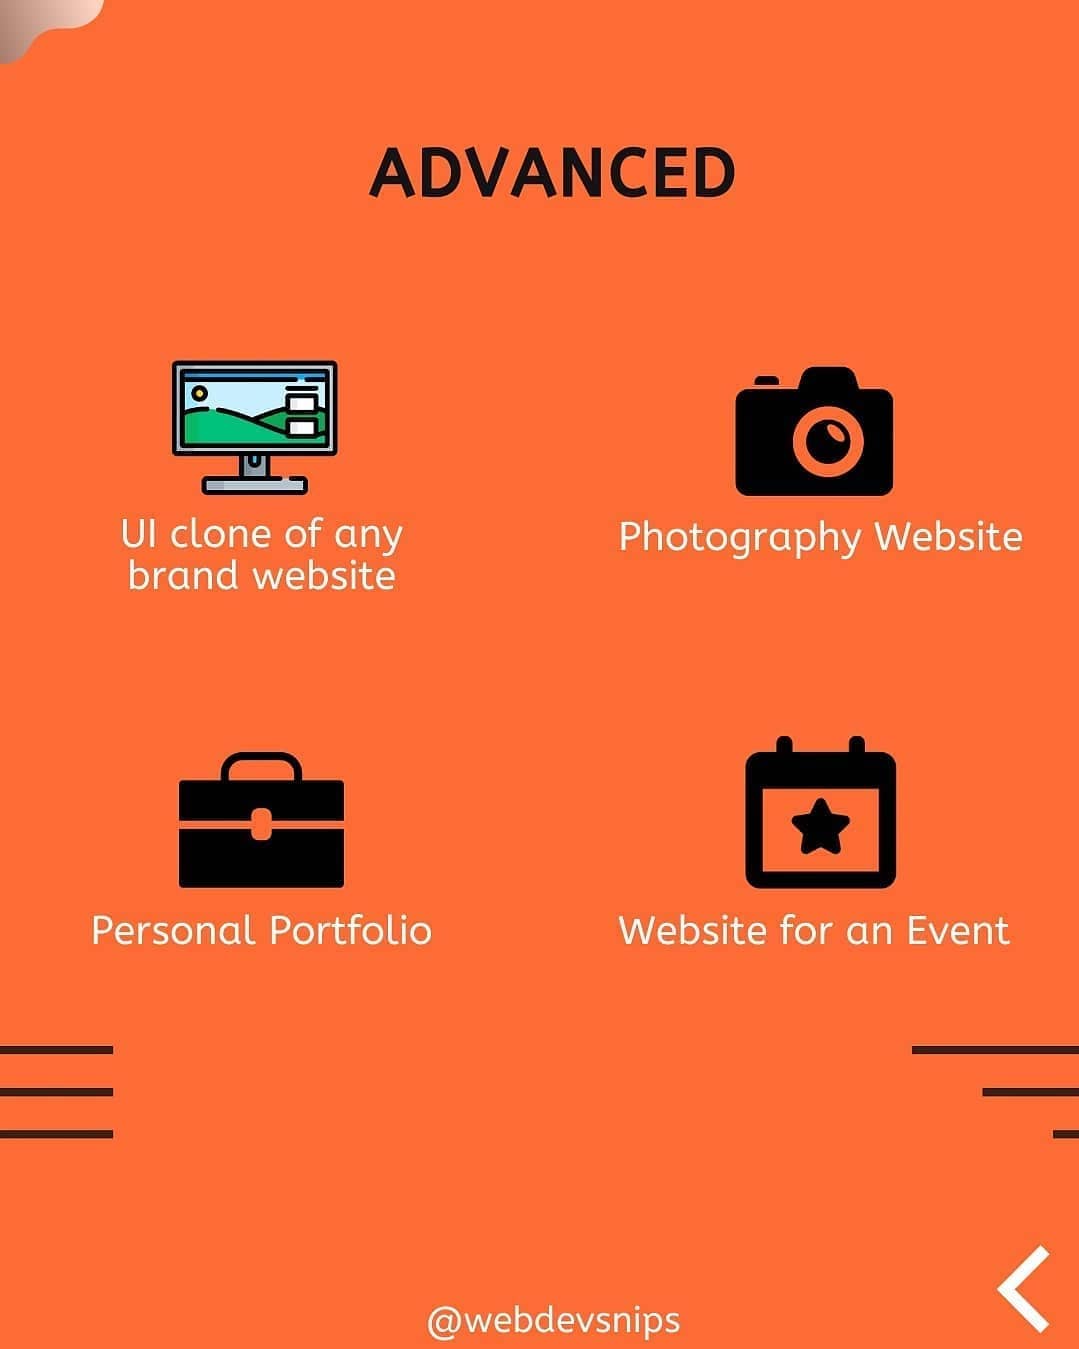 ADVANCED
UI clone of any
brand website
Photography Website
Personal Portfolio
Website for an Event
@webdevsnips